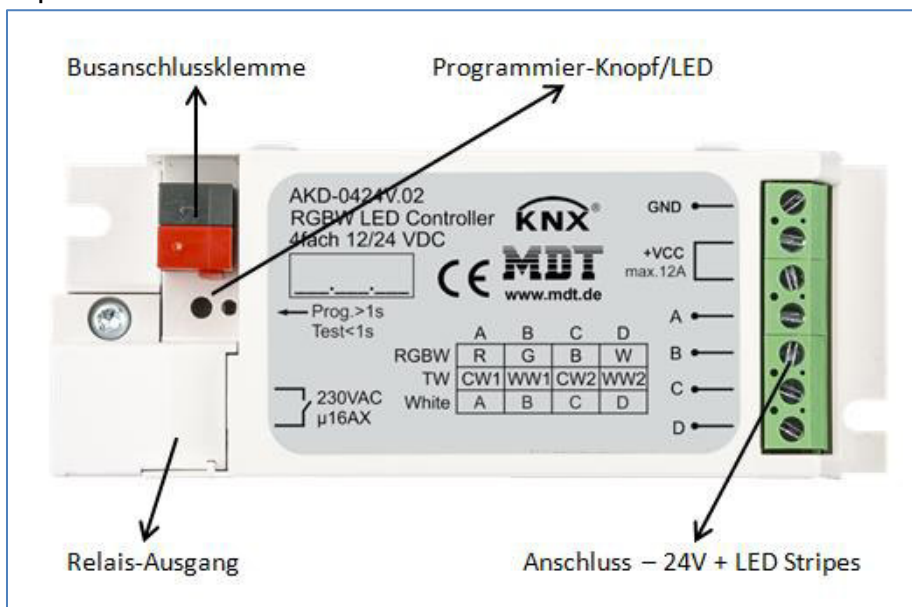 Busanschlussklemme
Programmier-Knopf/LED
AKD-0424V.02
RGBW LED Controller
4fach 12/24 VDC
KNX®
CE
MDT
www.mdt.de
Prog.>1s
Test<1s
A B C D
RGBW R G B W
TW CW1 WW1 CW2 WW2
White A B C D
230VAC
µ16AX
GND
+VCC
max.12A
A
B
C
D
Relais-Ausgang
Anschluss – 24V + LED Stripes